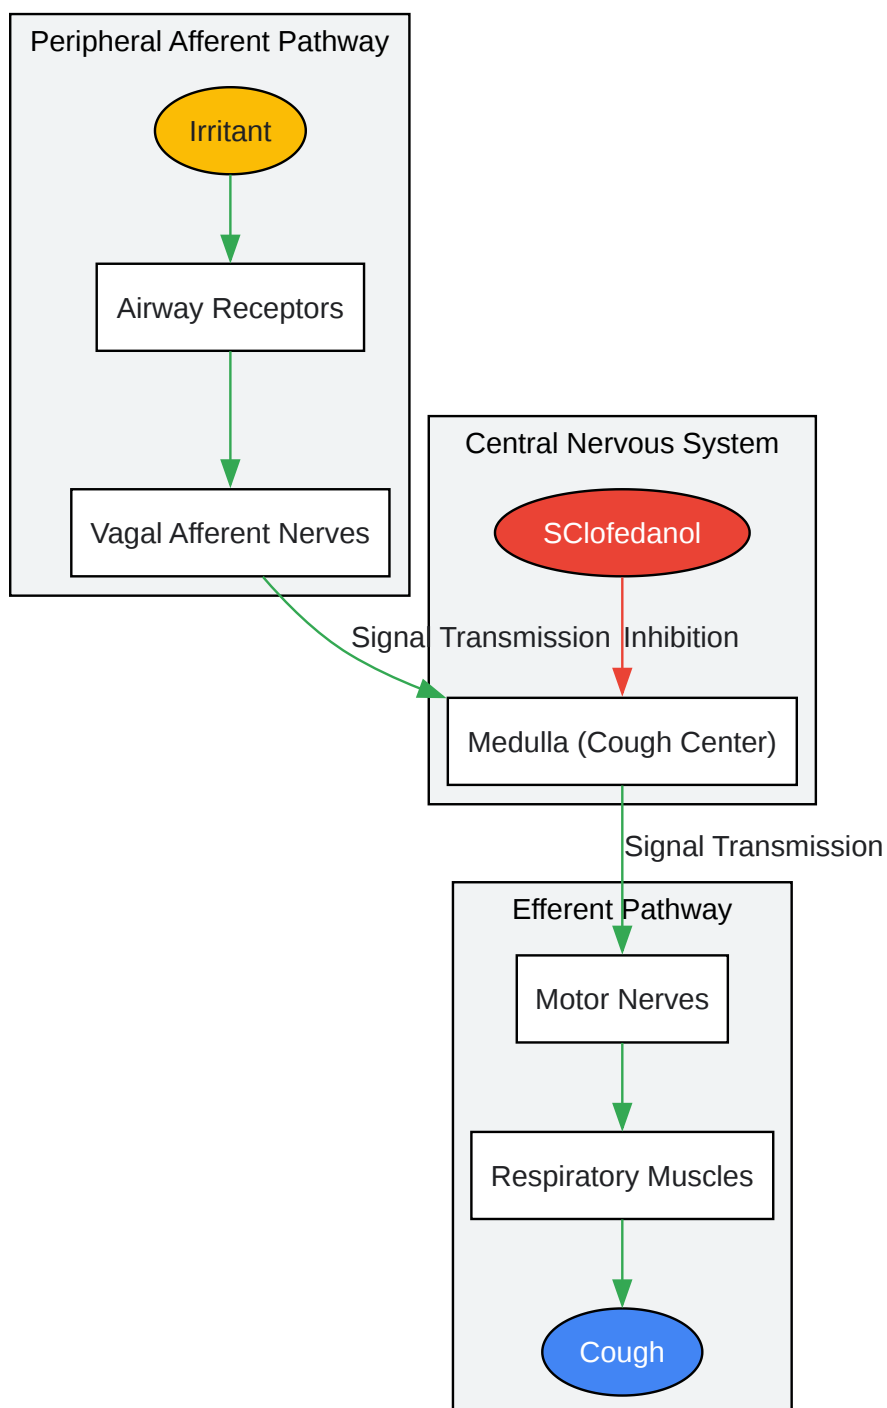 Peripheral Afferent Pathway
Irritant
Airway Receptors
Vagal Afferent Nerves
Central Nervous System
SClofedanol
Signal Transmission
Inhibition
Medulla (Cough Center)
Signal Transmission
Efferent Pathway
Motor Nerves
Respiratory Muscles
Cough